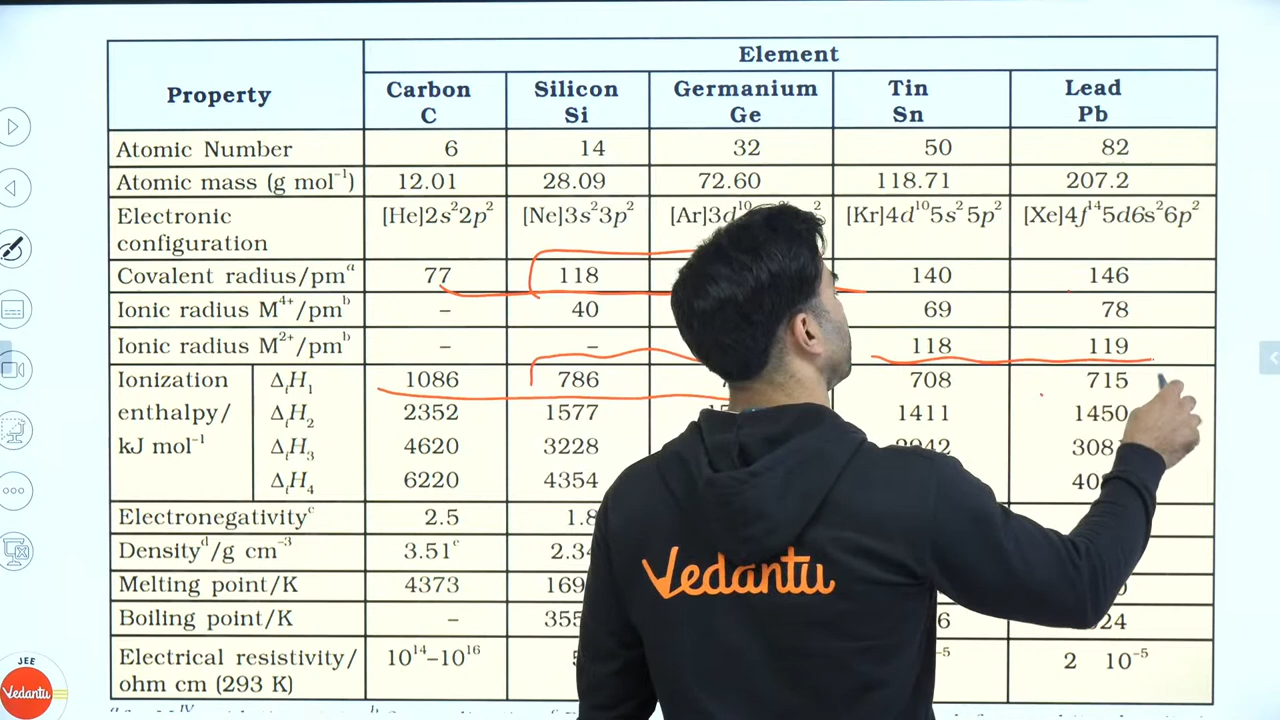 Element
Property
Carbon
C
Silicon
Si
Germanium
Ge
Tin
Sn
Lead
Pb
Atomic Number 6 14 32 50 82
Atomic mass (g mol⁻¹) 12.01 28.09 72.60 118.71 207.2
Electronic
configuration
[He]2s²2p² [Ne]3s²3p² [Ar]3d¹⁰ [Kr]4d¹⁰5s²5p² [Xe]4f¹⁴5d6s²6p²
Covalent radius/pmᵃ 77 118 140 146
Ionic radius M⁴⁺/pmᵇ – 40 69 78
Ionic radius M²⁺/pmᵇ – – 118 119
Ionization
enthalpy/
kJ mol⁻¹
ΔᵢH₁ 1086 786 708 715
ΔᵢH₂ 2352 1577 1411 1450
ΔᵢH₃ 4620 3228
ΔᵢH₄ 6220 4354
Electronegativityᶜ 2.5 1.8
Densityᵈ/g cm⁻³ 3.51ᵉ
Melting point/K 4373
Boiling point/K –
Electrical resistivity/
ohm cm (293 K)
10¹⁴–10¹⁶
2 10⁻⁵
Vedantu
JEE
Vedantu